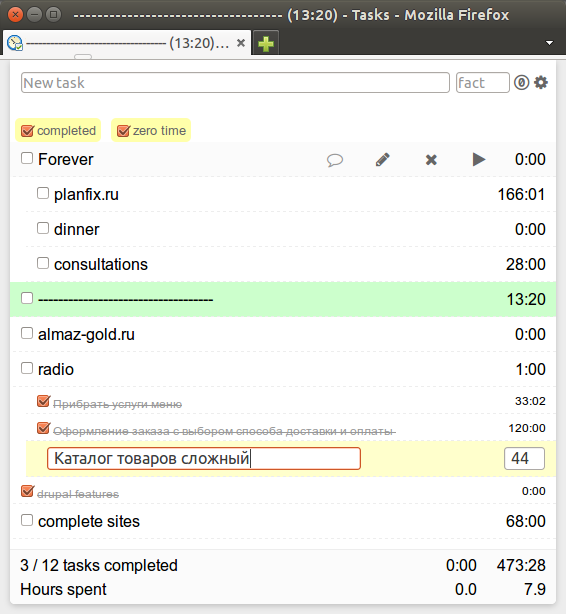 ---------------------------------- (13:20) - Tasks - Mozilla Firefox
---------------------------------- (13:20)...
New task fact 0
completed zero time
Forever 0:00
planfix.ru 166:01
dinner 0:00
consultations 28:00
---------------------------------- 13:20
almaz-gold.ru 0:00
radio 1:00
Прибрать услуги меню 33:02
Оформление заказа с выбором способа доставки и оплаты 120:00
Каталог товаров сложный 44
drupal features 0:00
complete sites 68:00
3 / 12 tasks completed 0:00 473:28
Hours spent 0.0 7.9